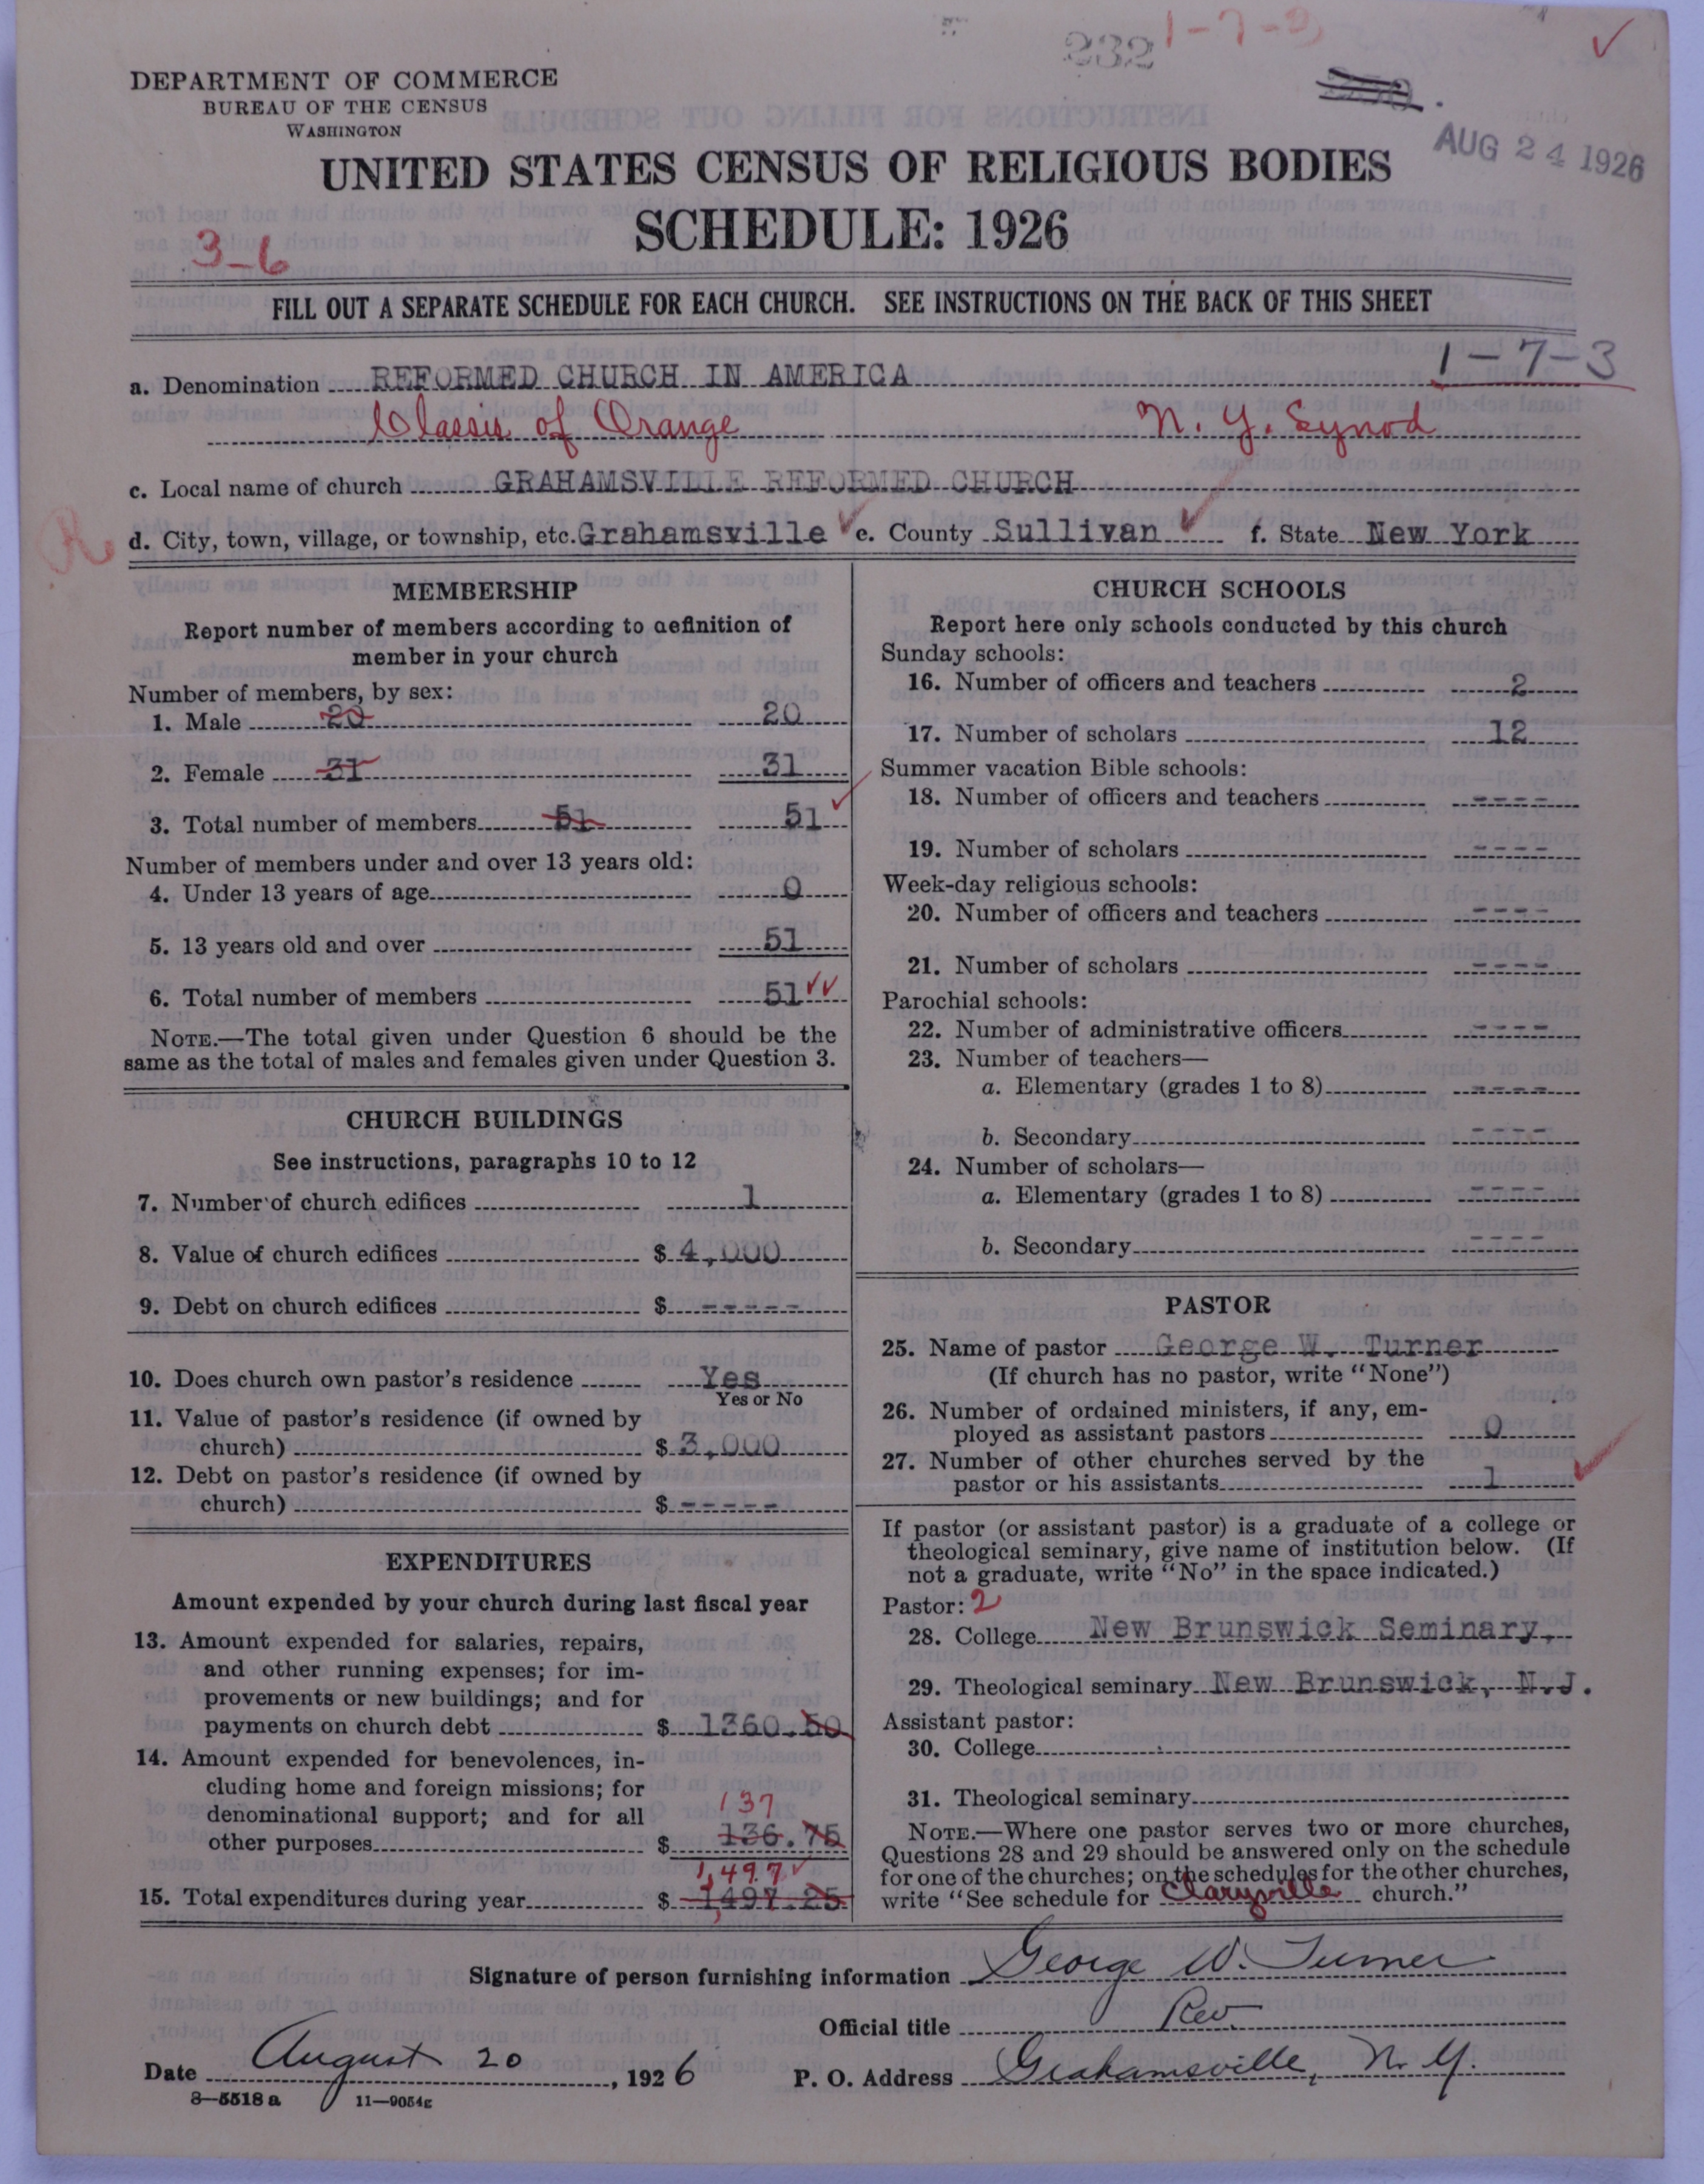 232 1-7-3
DEPARTMENT OF COMMERCE
BUREAU OF THE CENSUS
WASHINGTON
AUG 24 1926
UNITED STATES CENSUS OF RELIGIOUS BODIES
SCHEDULE: 1926
3-6
FILL OUT A SEPARATE SCHEDULE FOR EACH CHURCH. SEE INSTRUCTIONS ON THE BACK OF THIS SHEET
1-7-3
a. Denomination REFORMED CHURCH IN AMERICA
Classis of Orange N. Y. Synod
c. Local name of church GRAHAMSVILLE REFORMED CHURCH
R
d. City, town, village, or township, etc. Grahamsville e. County Sullivan f. State New York
MEMBERSHIP
Report number of members according to definition of
member in your church
Number of members, by sex:
1. Male 20 20
2. Female 31 31
3. Total number of members 51 51
Number of members under and over 13 years old:
4. Under 13 years of age 0
5. 13 years old and over 51
6. Total number of members 51
NOTE.—The total given under Question 6 should be the
same as the total of males and females given under Question 3.
CHURCH BUILDINGS
See instructions, paragraphs 10 to 12
7. Number of church edifices 1
8. Value of church edifices $ 4,000
9. Debt on church edifices $ -----
10. Does church own pastor's residence Yes
Yes or No
11. Value of pastor's residence (if owned by
church) $ 3,000
12. Debt on pastor's residence (if owned by
church) $ -----
EXPENDITURES
Amount expended by your church during last fiscal year
13. Amount expended for salaries, repairs,
and other running expenses; for im-
provements or new buildings; and for
payments on church debt $ 1360.50
14. Amount expended for benevolences, in-
cluding home and foreign missions; for
denominational support; and for all
137
other purposes $ 136.75
1,497
15. Total expenditures during year $ 1497.25
CHURCH SCHOOLS
Report here only schools conducted by this church
Sunday schools:
16. Number of officers and teachers 2
17. Number of scholars 12
Summer vacation Bible schools:
18. Number of officers and teachers ----
19. Number of scholars ----
Week-day religious schools:
20. Number of officers and teachers ----
21. Number of scholars ----
Parochial schools:
22. Number of administrative officers ----
23. Number of teachers—
a. Elementary (grades 1 to 8) ----
b. Secondary ----
24. Number of scholars—
a. Elementary (grades 1 to 8) ----
b. Secondary ----
PASTOR
25. Name of pastor George W. Turner
(If church has no pastor, write "None")
26. Number of ordained ministers, if any, em-
ployed as assistant pastors 0
27. Number of other churches served by the
pastor or his assistants 1
If pastor (or assistant pastor) is a graduate of a college or
theological seminary, give name of institution below. (If
not a graduate, write "No" in the space indicated.)
Pastor: 2
28. College New Brunswick Seminary,
29. Theological seminary New Brunswick, N.J.
Assistant pastor:
30. College
31. Theological seminary
NOTE.—Where one pastor serves two or more churches,
Questions 28 and 29 should be answered only on the schedule
for one of the churches; on the schedules for the other churches,
write "See schedule for Claryville church."
Signature of person furnishing information George W. Turner
Official title Rev.
Date August 20, 1926 P. O. Address Grahamsville, N. Y.
8—5518 a 11—9054g